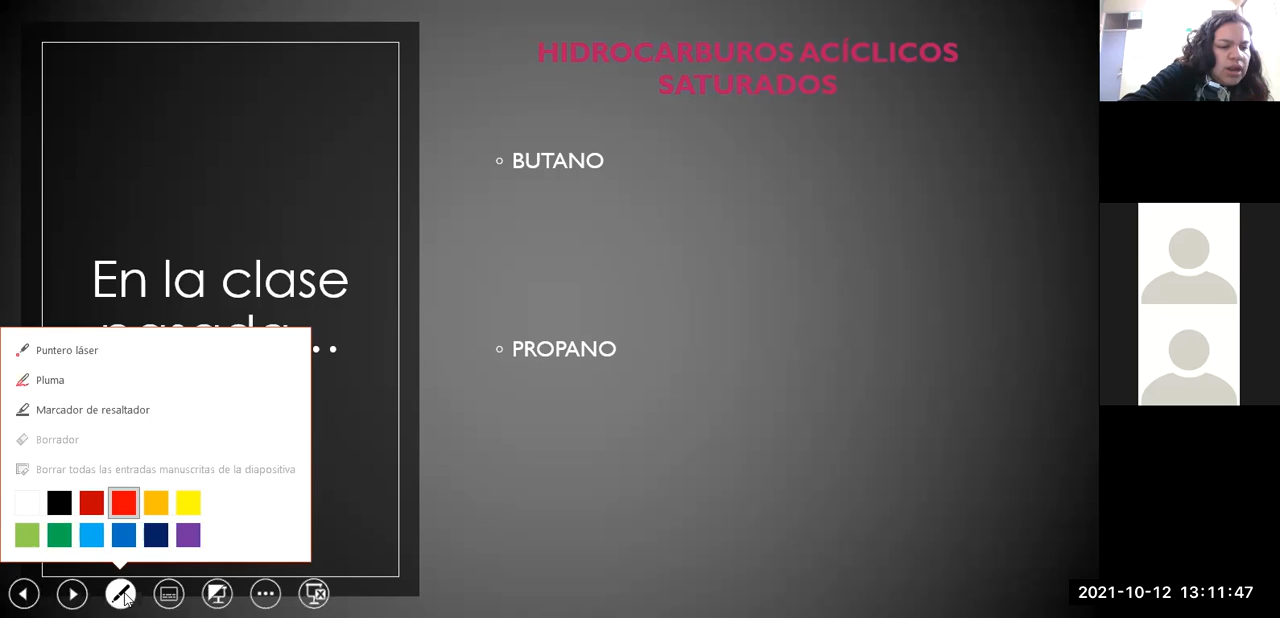 HIDROCARBUROS ACÍCLICOS
SATURADOS
BUTANO
En la clase
PROPANO
Puntero láser
Pluma
Marcador de resaltador
Borrador
Borrar todas las entradas manuscritas de la diapositiva
2021-10-12 13:11:47